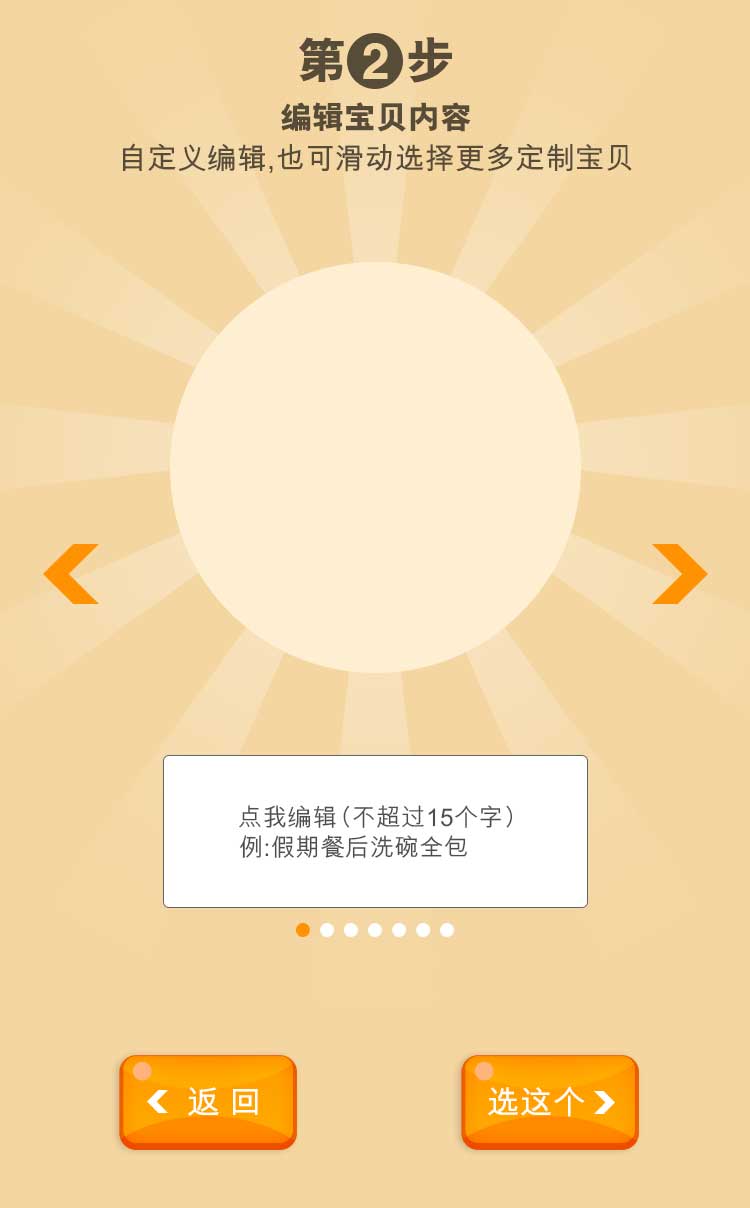 第2步
编辑宝贝内容
自定义编辑,也可滑动选择更多定制宝贝
点我编辑(不超过15个字)
例:假期餐后洗碗全包
返回
选这个